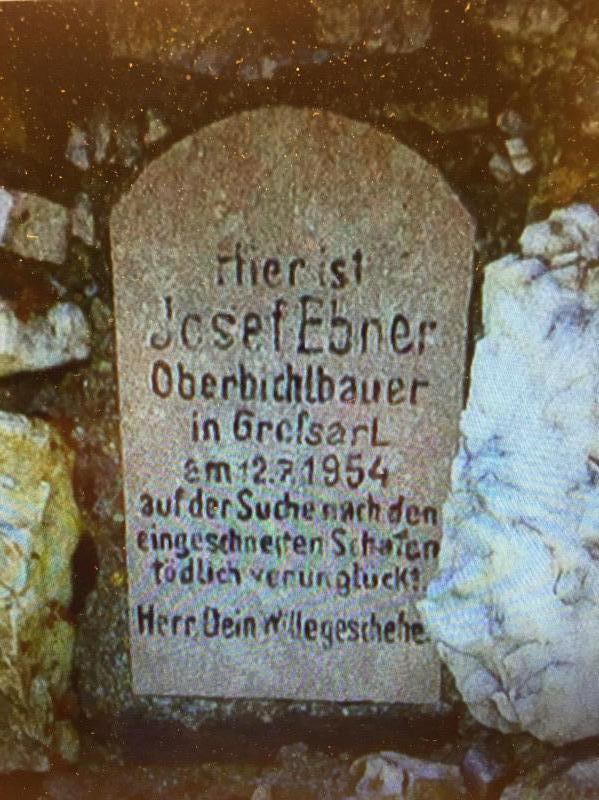 Hier ist
Josef Ebner
Oberbichlbauer
in Grofsarl
am 12.7.1954
auf der Suche nach den
eingeschneiten Schafen
tödlich verunglückt.
Herr, Dein Wille geschehe.